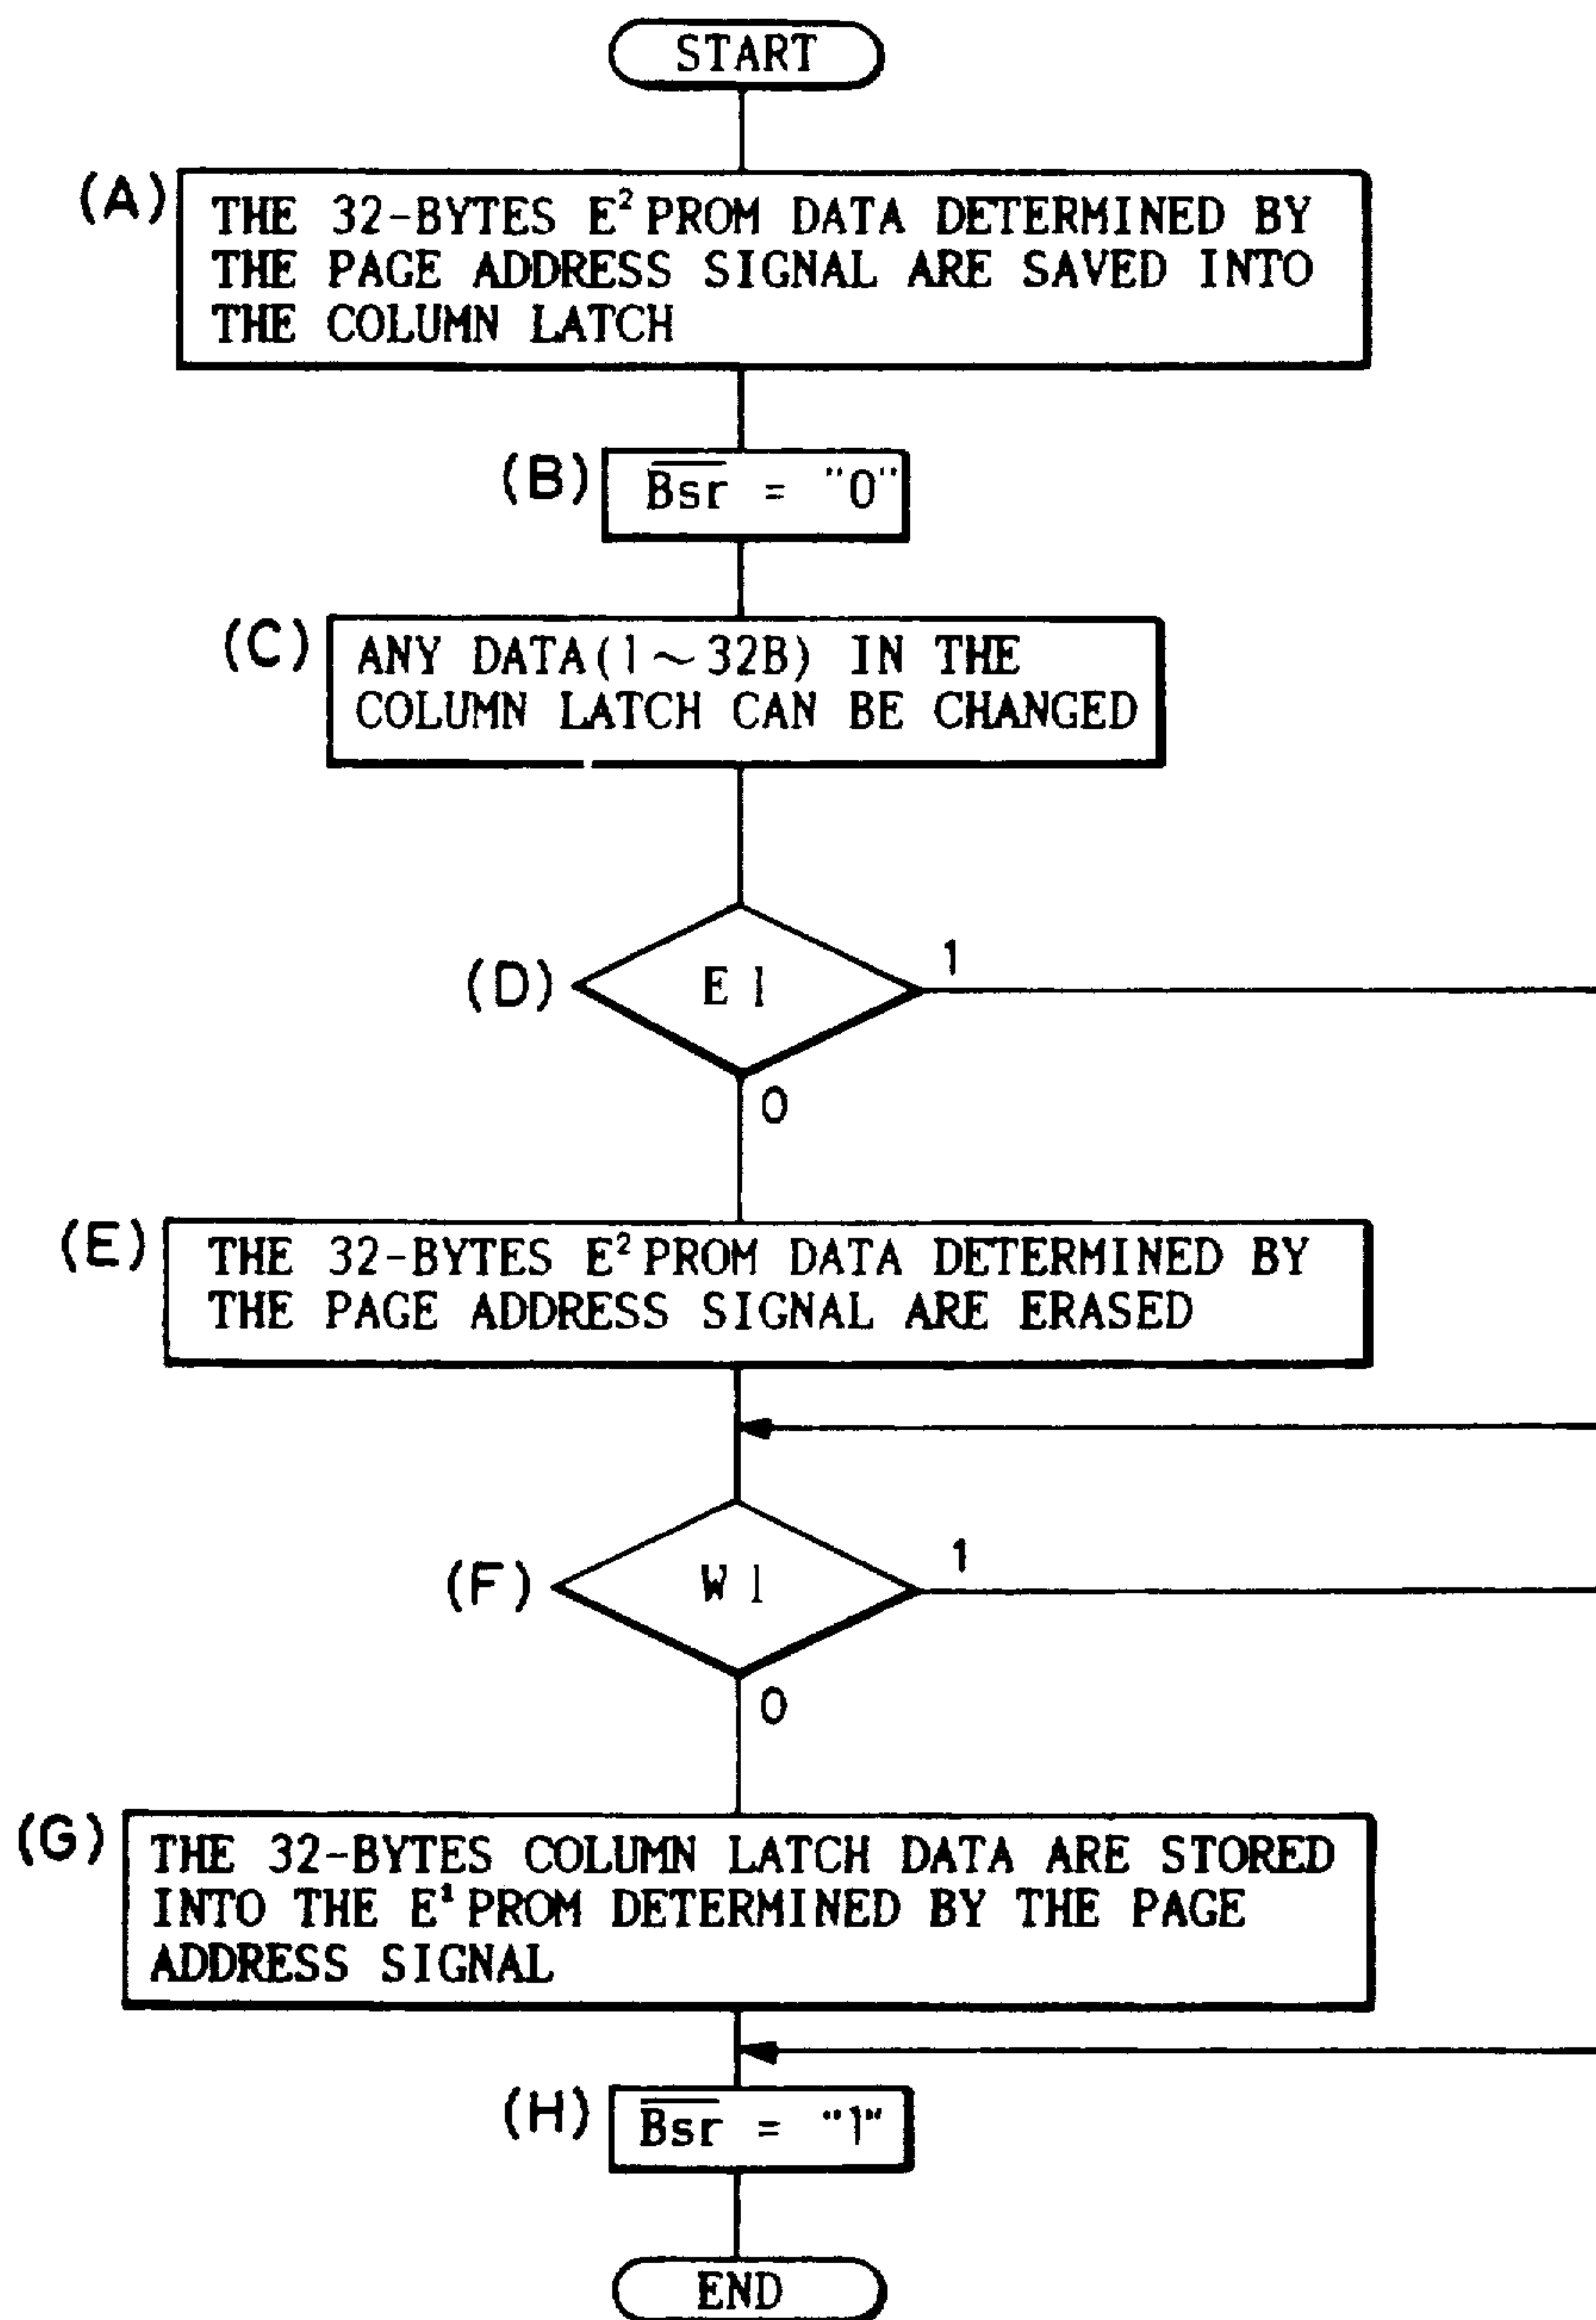 START
(A)
THE 32-BYTES E² PROM DATA DETERMINED BY
THE PAGE ADDRESS SIGNAL ARE SAVED INTO
THE COLUMN LATCH
(B)
B̅s̅r̅ = "0"
(C)
ANY DATA(1~32B) IN THE
COLUMN LATCH CAN BE CHANGED
(D)
E 1
1
0
(E)
THE 32-BYTES E² PROM DATA DETERMINED BY
THE PAGE ADDRESS SIGNAL ARE ERASED
(F)
W 1
1
0
(G)
THE 32-BYTES COLUMN LATCH DATA ARE STORED
INTO THE E¹ PROM DETERMINED BY THE PAGE
ADDRESS SIGNAL
(H)
B̅s̅r̅ = "1"
END